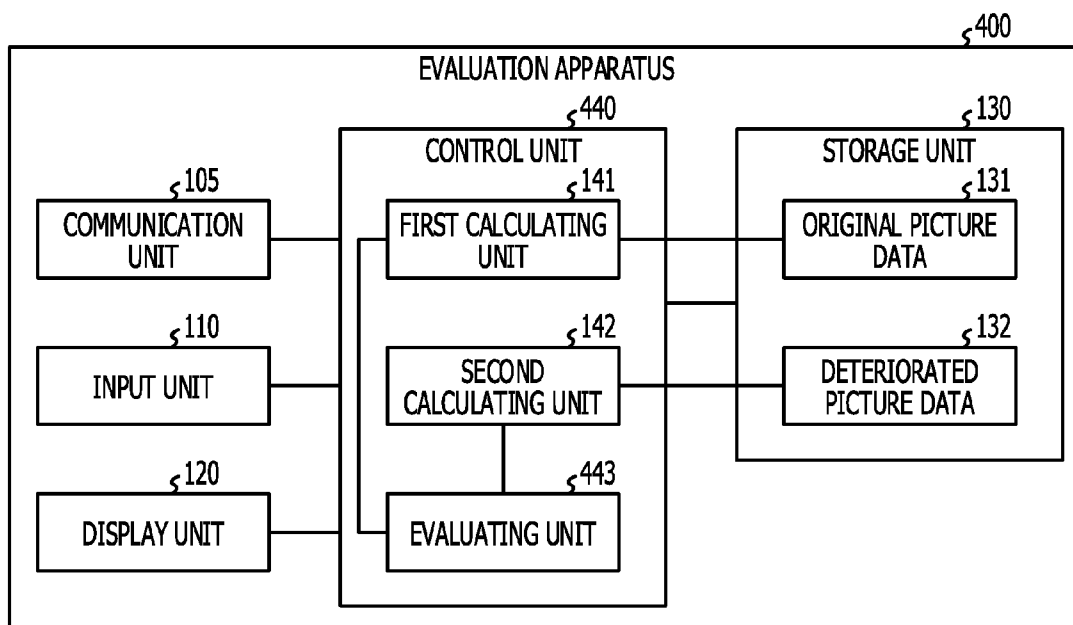 400
EVALUATION APPARATUS
440
CONTROL UNIT
130
STORAGE UNIT
105
COMMUNICATION
UNIT
141
FIRST CALCULATING
UNIT
131
ORIGINAL PICTURE
DATA
110
INPUT UNIT
142
SECOND
CALCULATING UNIT
132
DETERIORATED
PICTURE DATA
120
DISPLAY UNIT
443
EVALUATING UNIT